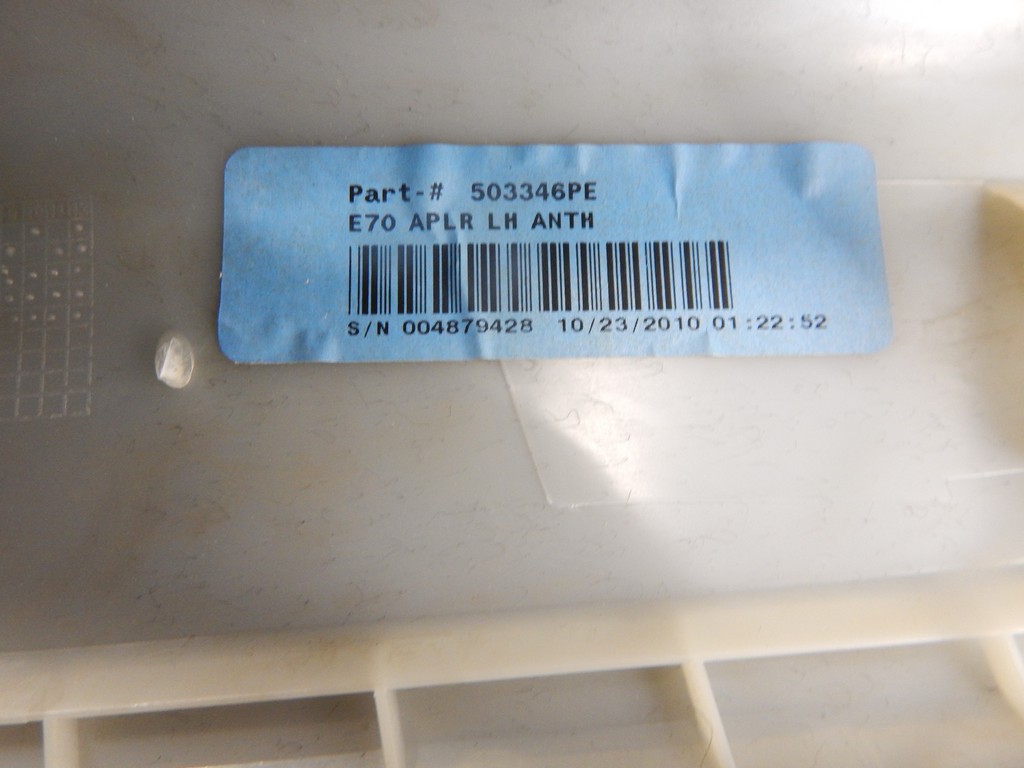 Part-# 503346PE
E70 APLR LH ANTH
S/N 004879428 10/23/2010 01:22:52